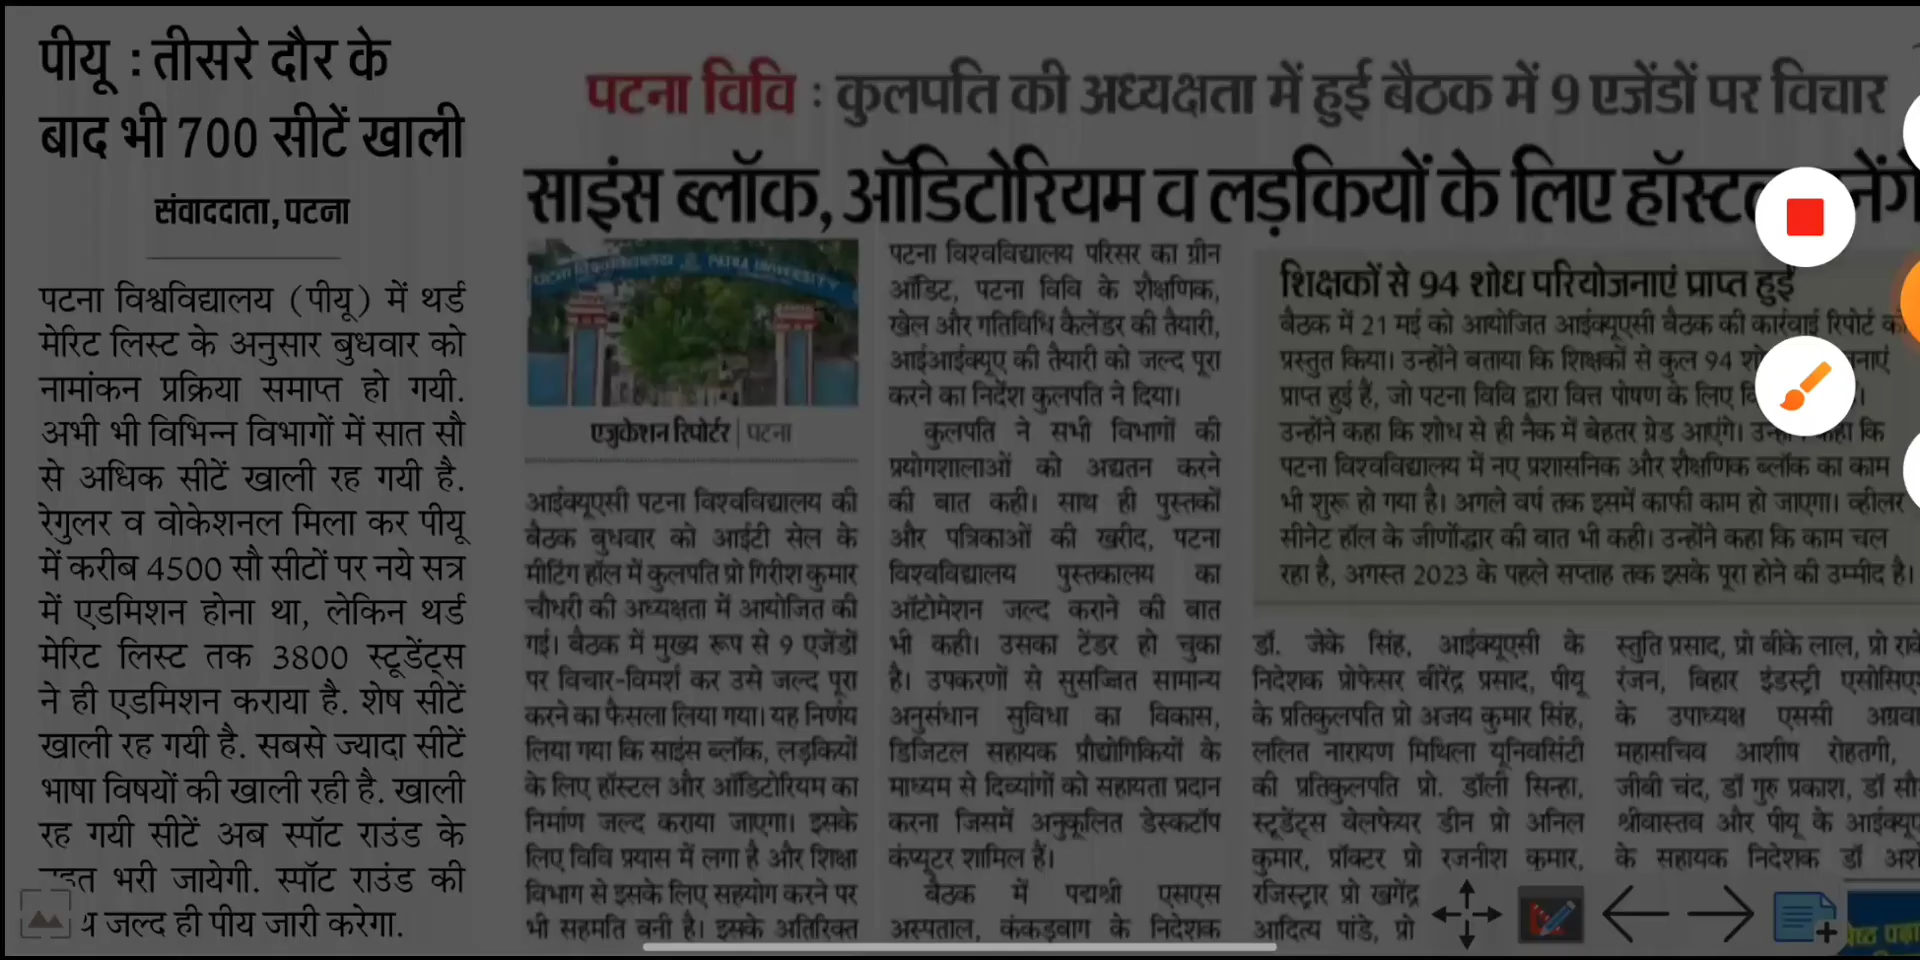 पीयू : तीसरे दौर के
बाद भी 700 सीटें खाली
संवाददाता, पटना
पटना विश्वविद्यालय (पीयू) में थर्ड
मेरिट लिस्ट के अनुसार बुधवार को
नामांकन प्रक्रिया समाप्त हो गयी.
अभी भी विभिन्न विभागों में सात सौ
से अधिक सीटें खाली रह गयी है.
रेगुलर व वोकेशनल मिला कर पीयू
में करीब 4500 सौ सीटों पर नये सत्र
में एडमिशन होना था, लेकिन थर्ड
मेरिट लिस्ट तक 3800 स्टूडेंट्स
ने ही एडमिशन कराया है. शेष सीटें
खाली रह गयी है. सबसे ज्यादा सीटें
भाषा विषयों की खाली रही है. खाली
रह गयी सीटें अब स्पॉट राउंड के
भरी जायेगी. स्पॉट राउंड की
जल्द ही पीय जारी करेगा.
पटना विवि : कुलपति की अध्यक्षता में हुई बैठक में 9 एजेंडों पर विचार
साइंस ब्लॉक, ऑडिटोरियम व लड़कियों के लिए
PATNA UNIVERSITY
एजुकेशन रिपोर्टर | पटना
आईक्यूएसी पटना विश्वविद्यालय की
बैठक बुधवार को आईटी सेल के
मीटिंग हॉल में कुलपति प्रो गिरीश कुमार
चौधरी की अध्यक्षता में आयोजित की
गई। बैठक में मुख्य रूप से 9 एजेंडों
पर विचार-विमर्श कर उसे जल्द पूरा
करने का फैसला लिया गया। यह निर्णय
लिया गया कि साइंस ब्लॉक, लड़कियों
के लिए हॉस्टल और ऑडिटोरियम का
निर्माण जल्द कराया जाएगा। इसके
लिए विवि प्रयास में लगा है और शिक्षा
विभाग से इसके लिए सहयोग करने पर
भी सहमति बनी है। इसके अतिरिक्त
पटना विश्वविद्यालय परिसर का ग्रीन
ऑडिट, पटना विवि के शैक्षणिक,
खेल और गतिविधि कैलेंडर की तैयारी,
आईआईक्यूए की तैयारी को जल्द पूरा
करने का निर्देश कुलपति ने दिया।
कुलपति ने सभी विभागों की
प्रयोगशालाओं को अद्यतन करने
की बात कही। साथ ही पुस्तकों
और पत्रिकाओं की खरीद, पटना
विश्वविद्यालय पुस्तकालय का
ऑटोमेशन जल्द कराने की बात
भी कही। उसका टेंडर हो चुका
है। उपकरणों से सुसज्जित सामान्य
अनुसंधान सुविधा का विकास,
डिजिटल सहायक प्रौद्योगिकियों के
माध्यम से दिव्यांगों को सहायता प्रदान
करना जिसमें अनुकूलित डेस्कटॉप
कंप्यूटर शामिल हैं।
बैठक में पद्मश्री एसएस
अस्पताल, कंकड़बाग के निदेशक
शिक्षकों से 94 शोध परियोजनाएं प्राप्त हुईं
बैठक में 21 मई को आयोजित आईक्यूएसी बैठक की कार्रवाई रिपोर्ट को
प्रस्तुत किया। उन्होंने बताया कि शिक्षकों से कुल 94
प्राप्त हुई हैं, जो पटना विवि द्वारा वित्त पोषण के लिए
उन्होंने कहा कि शोध से ही नैक में बेहतर ग्रेड आएंगे। कि
पटना विश्वविद्यालय में नए प्रशासनिक और शैक्षणिक ब्लॉक का काम
भी शुरू हो गया है। अगले वर्ष तक इसमें काफी काम हो जाएगा। व्हीलर
सीनेट हॉल के जीर्णोद्धार की बात भी कही। उन्होंने कहा कि काम चल
रहा है, अगस्त 2023 के पहले सप्ताह तक इसके पूरा होने की उम्मीद है।
डॉ. जेके सिंह, आईक्यूएसी के
निदेशक प्रोफेसर वीरेंद्र प्रसाद, पीयू
के प्रतिकुलपति प्रो अजय कुमार सिंह,
ललित नारायण मिथिला यूनिवर्सिटी
की प्रतिकुलपति प्रो. डॉली सिन्हा,
स्टूडेंट्स वेलफेयर डीन प्रो अनिल
कुमार, प्रॉक्टर प्रो रजनीश कुमार,
रजिस्ट्रार प्रो खगेंद्र
आदित्य पांडे, प्रो
स्तुति प्रसाद, प्रो बीके लाल, प्रो
रंजन, बिहार इंडस्ट्री
के उपाध्यक्ष एससी
महासचिव आशीष रोहतगी,
जीबी चंद, डॉ गुरु प्रकाश, डॉ
श्रीवास्तव और पीयू के
के सहायक निदेशक डॉ